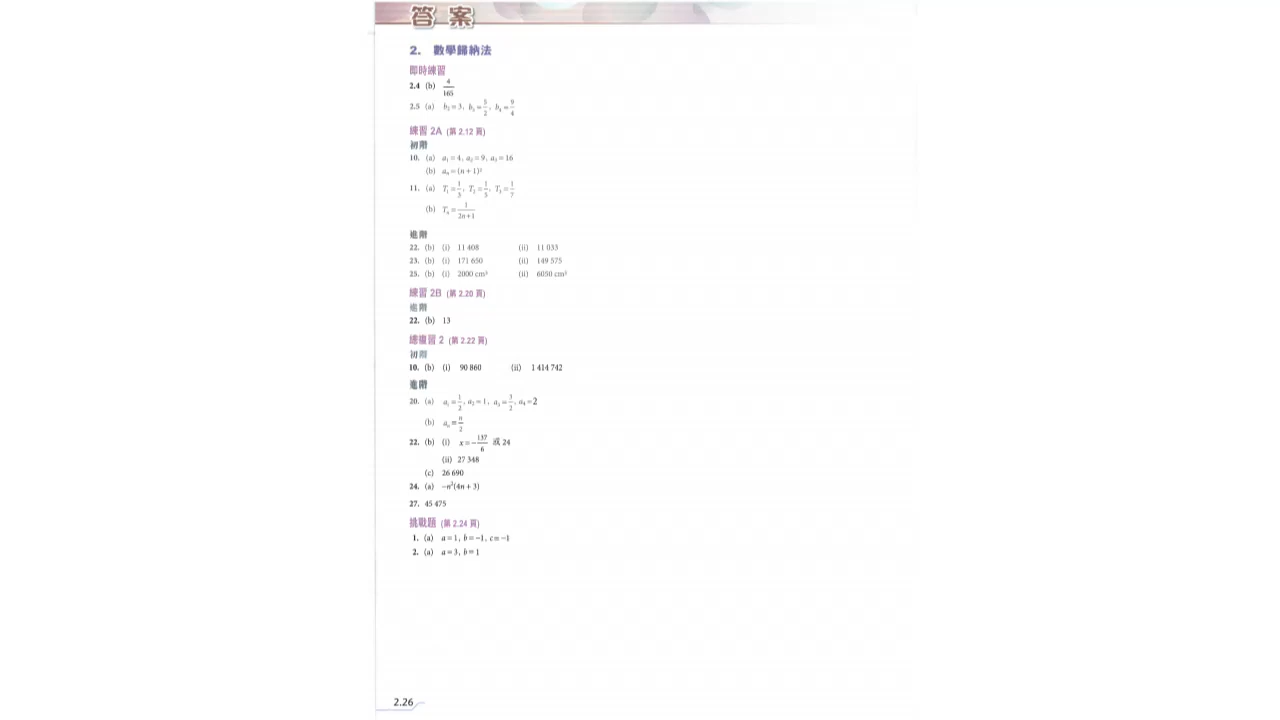 答案
2. 數學歸納法
即時練習
2.4 (b) 4/165
2.5 (a) b₂ = 3, b₃ = 5/2, b₄ = 9/4
練習 2A (第 2.12 頁)
初階
10. (a) a₁ = 4, a₂ = 9, a₃ = 16
(b) aₙ = (n + 1)²
11. (a) T₁ = 1/3, T₂ = 1/5, T₃ = 1/7
(b) Tₙ = 1/(2n+1)
進階
22. (b) (i) 11 408 (ii) 11 033
23. (b) (i) 171 650 (ii) 149 575
25. (b) (i) 2000 cm³ (ii) 6050 cm³
練習 2B (第 2.20 頁)
進階
22. (b) 13
總複習 2 (第 2.22 頁)
初階
10. (b) (i) 90 860 (ii) 1 414 742
進階
20. (a) a₁ = 1/2, a₂ = 1, a₃ = 3/2, a₄ = 2
(b) aₙ = n/2
22. (b) (i) x = −137/6 或 24
(ii) 27 348
(c) 26 690
24. (a) −n²(4n + 3)
27. 45 475
挑戰題 (第 2.24 頁)
1. (a) a = 1, b = −1, c = −1
2. (a) a = 3, b = 1
2.26